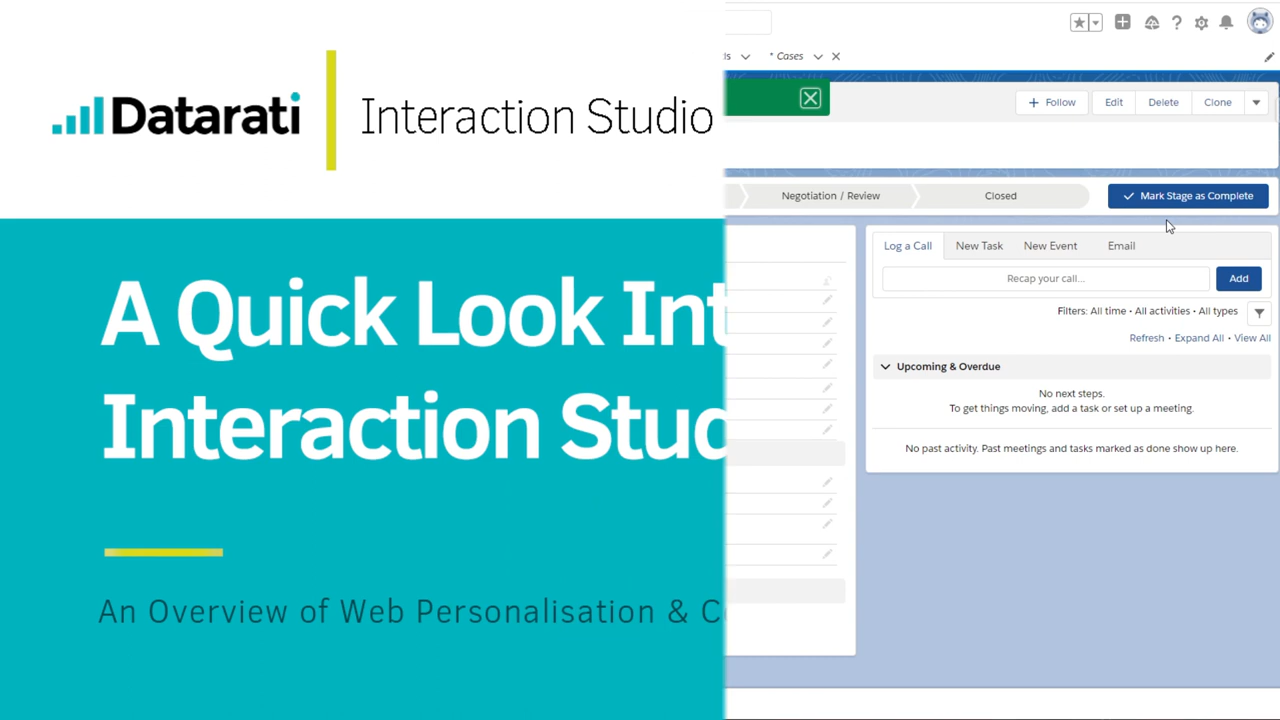 Datarati
Interaction Studio
A Quick Look Int
Interaction Stud
An Overview of Web Personalisation & C
ls
* Cases
Follow
Edit
Delete
Clone
Negotiation / Review
Closed
Mark Stage as Complete
Log a Call
New Task
New Event
Email
Recap your call...
Add
Filters: All time • All activities • All types
Refresh • Expand All • View All
Upcoming & Overdue
No next steps.
To get things moving, add a task or set up a meeting.
No past activity. Past meetings and tasks marked as done show up here.